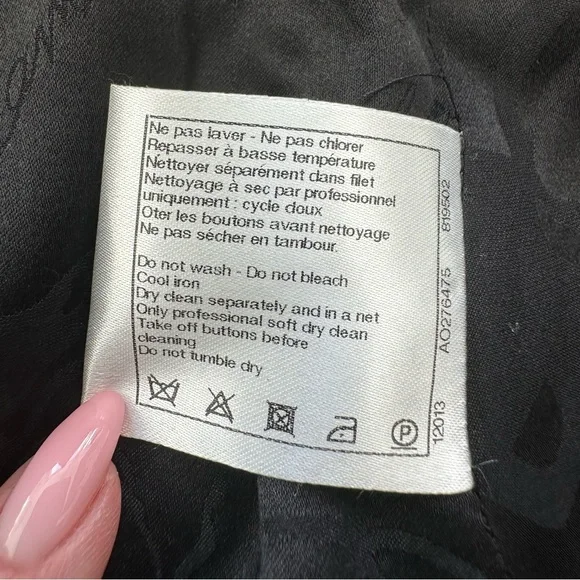 Ne pas laver - Ne pas chlorer
Repasser à basse température
Nettoyer séparément dans filet
Nettoyage à sec par professionnel
uniquement : cycle doux
Oter les boutons avant nettoyage
Ne pas sécher en tambour.
Do not wash - Do not bleach
Cool iron
Dry clean separately and in a net
Only professional soft dry clean
Take off buttons before
cleaning
Do not tumble dry
P
12013 AO276475 819502